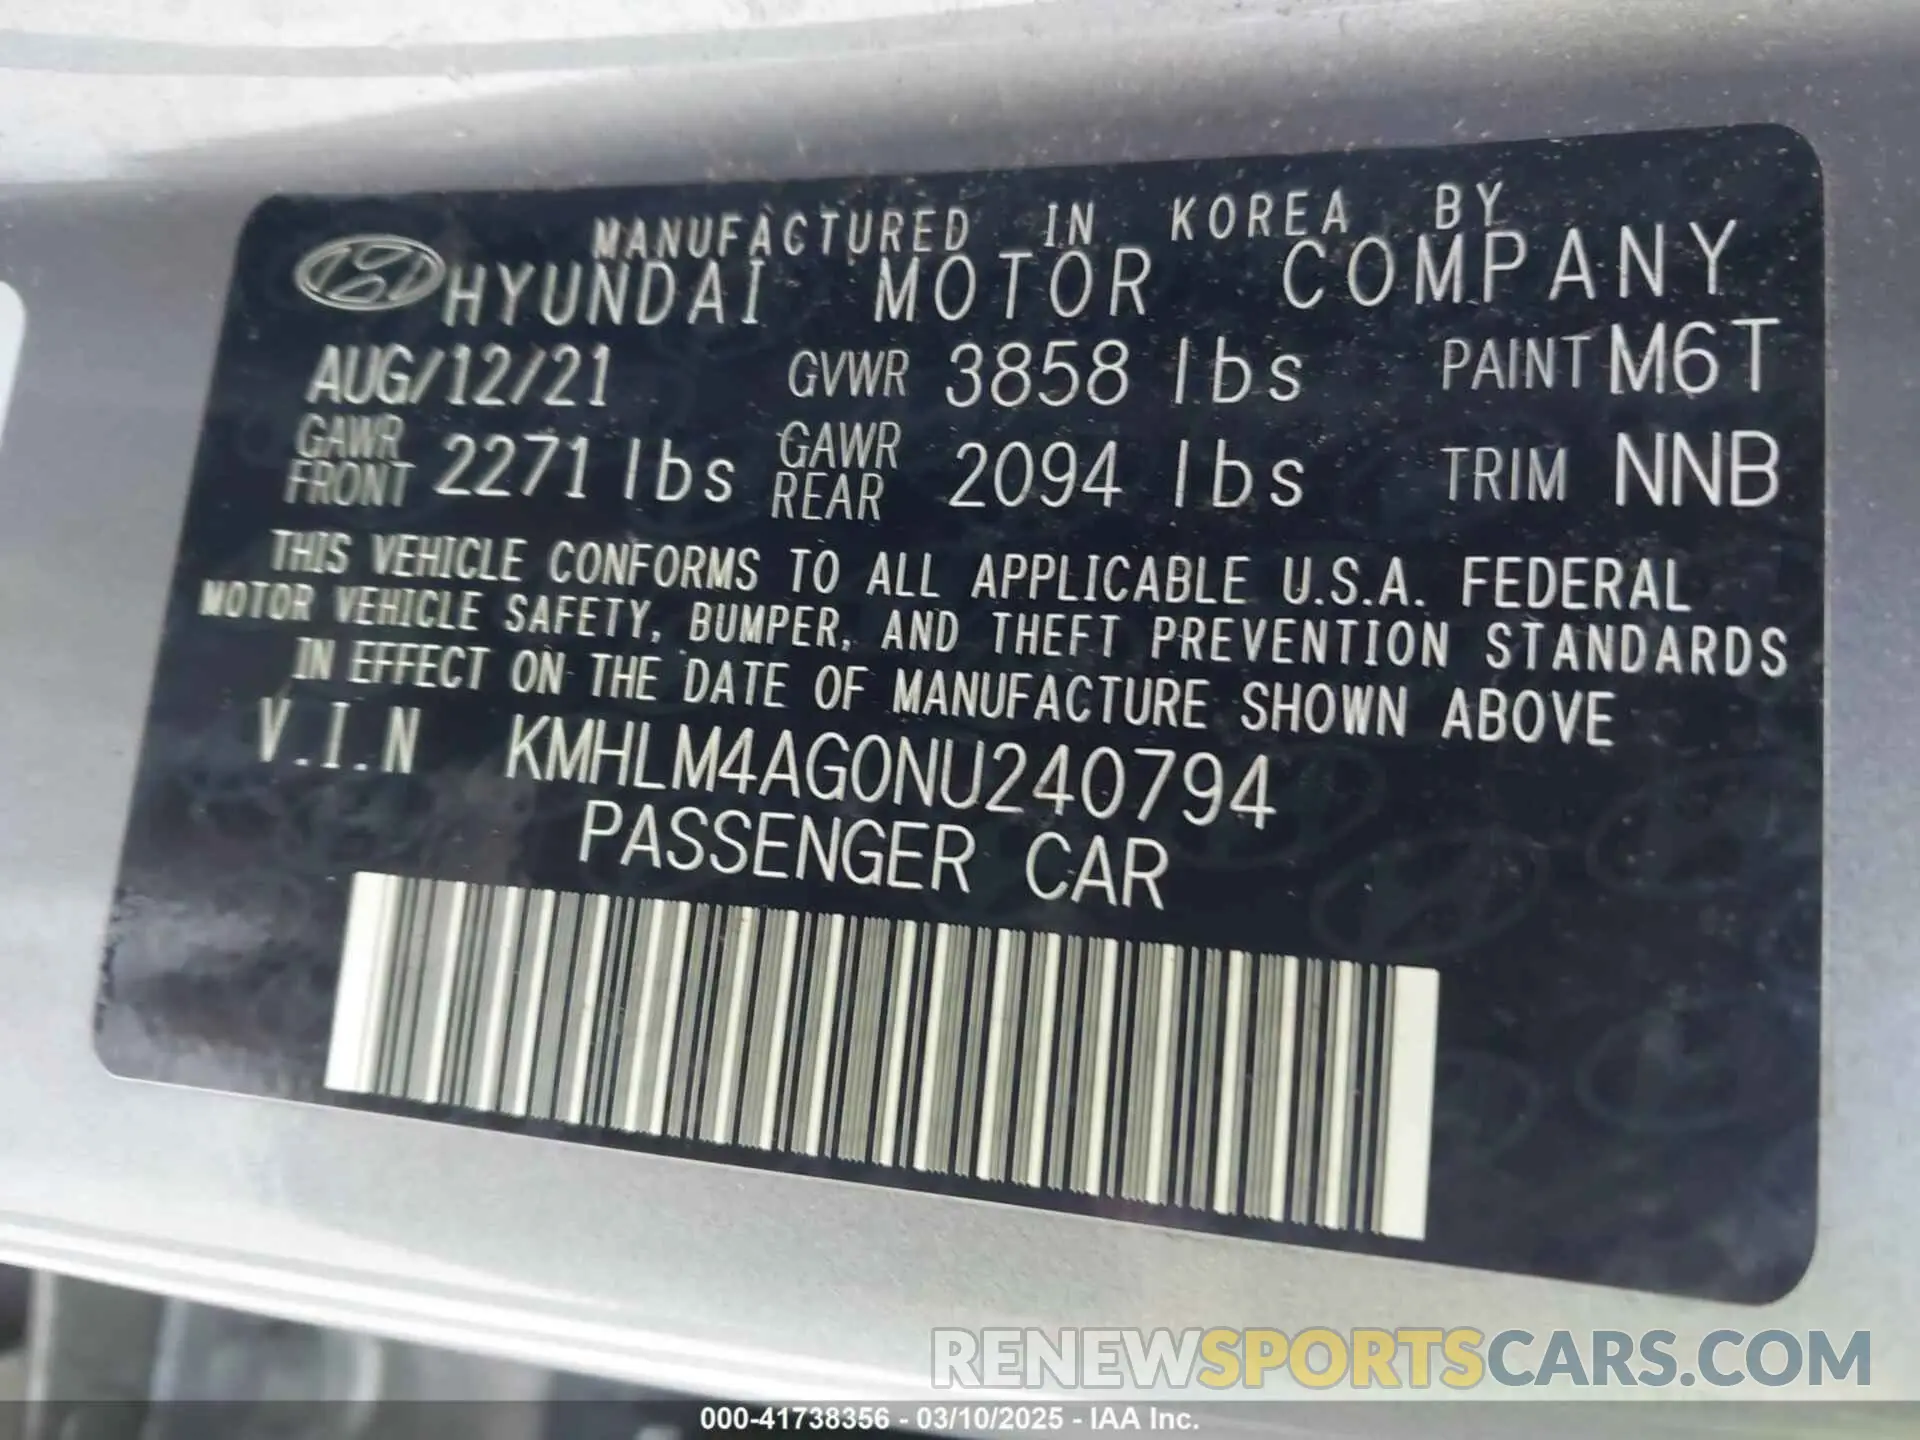 MANUFACTURED IN KOREA BY
HYUNDAI MOTOR COMPANY
AUG/12/21 GVWR 3858 lbs PAINT M6T
GAWR FRONT 2271 lbs GAWR REAR 2094 lbs TRIM NNB
THIS VEHICLE CONFORMS TO ALL APPLICABLE U.S.A. FEDERAL
MOTOR VEHICLE SAFETY, BUMPER, AND THEFT PREVENTION STANDARDS
IN EFFECT ON THE DATE OF MANUFACTURE SHOWN ABOVE
V.I.N KMHLM4AG0NU240794
PASSENGER CAR
RENEWSPORTSCARS.COM
000-41738356 - 03/10/2025 - IAA Inc.